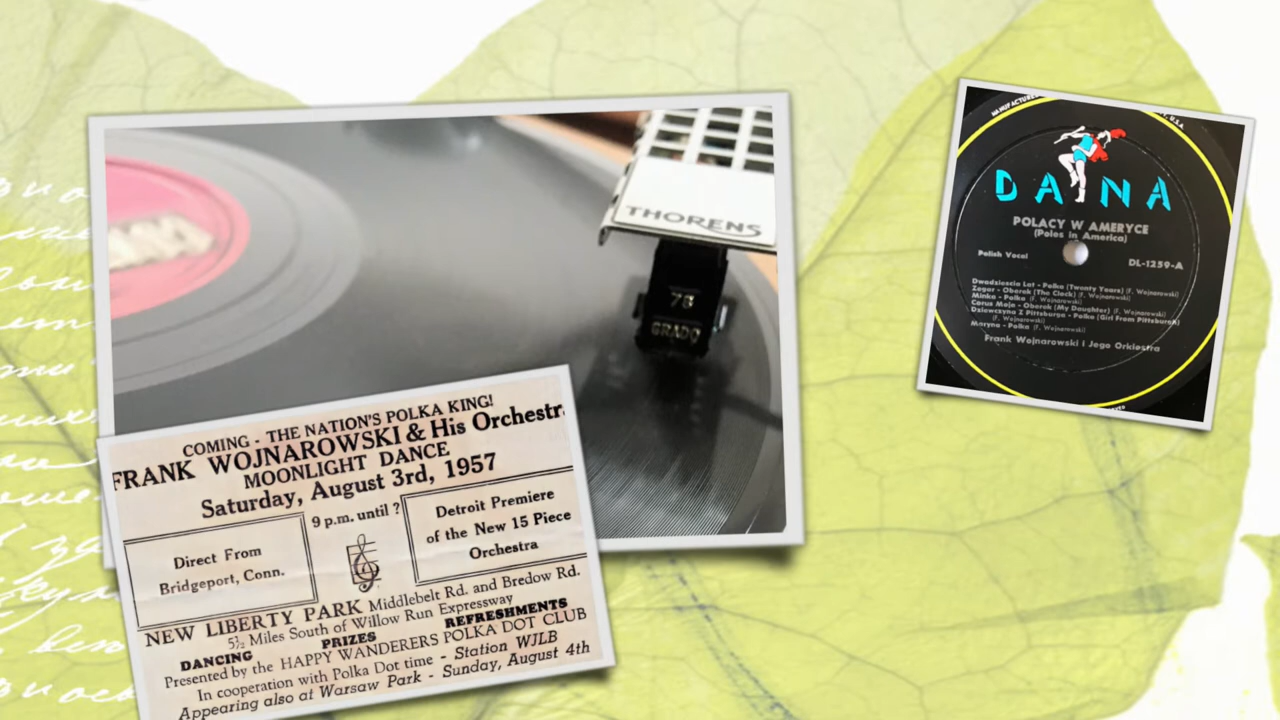 THORENS
78
GRADO
COMING - THE NATION'S POLKA KING!
FRANK WOJNAROWSKI & His Orchestr
MOONLIGHT DANCE
Saturday, August 3rd, 1957
9 p.m. until ?
Direct From
Bridgeport, Conn.
Detroit Premiere
of the New 15 Piece
Orchestra
NEW LIBERTY PARK Middlebelt Rd. and Bredow Rd.
5½ Miles South of Willow Run Expressway
DANCING PRIZES REFRESHMENTS
Presented by the HAPPY WANDERERS POLKA DOT CLUB
In cooperation with Polka Dot time - Station WJLB
Appearing also at Warsaw Park - Sunday, August 4th
DANA
POLACY W AMERYCE
(Poles in America)
Polish Vocal
DL-1259-A
Dwadziescia Lat - Polka (Twenty Years) (F. Wojnarowski)
Zegar - Oberek (The Clock) (F. Wojnarowski)
Minka - Polka (F. Wojnarowski)
Corus Moja - Oberek (My Daughter) (F. Wojnarowski)
Dziewczyna Z Pittsburga - Polka (Girl From Pittsburgh)
(F. Wojnarowski)
Maryna - Polka (F. Wojnarowski)
Frank Wojnarowski i Jego Orkiestra